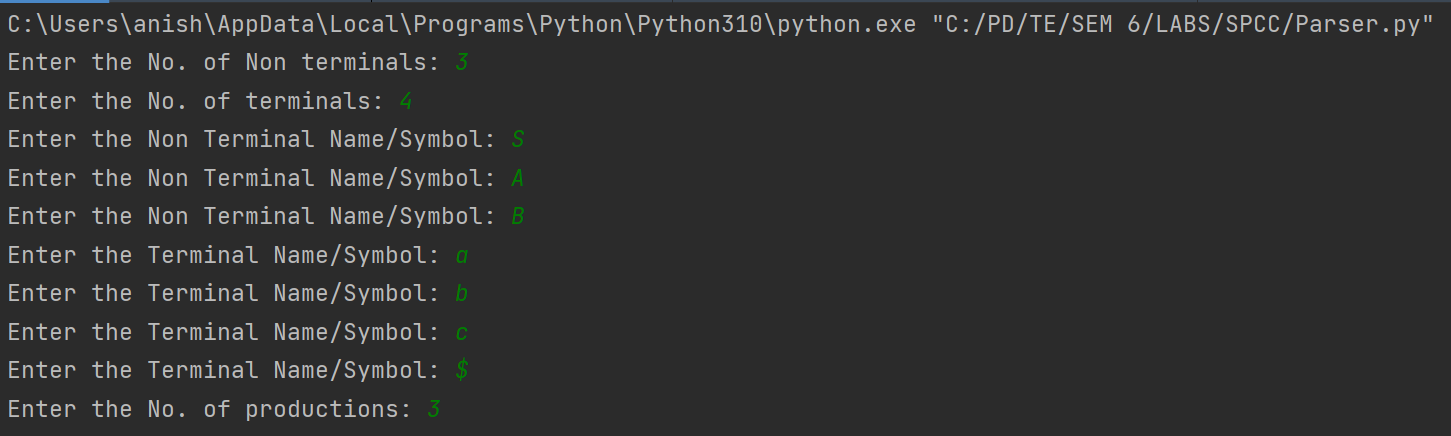 C:\Users\anish\AppData\Local\Programs\Python\Python310\python.exe "C:/PD/TE/SEM 6/LABS/SPCC/Parser.py"
Enter the No. of Non terminals: 3
Enter the No. of terminals: 4
Enter the Non Terminal Name/Symbol: S
Enter the Non Terminal Name/Symbol: A
Enter the Non Terminal Name/Symbol: B
Enter the Terminal Name/Symbol: a
Enter the Terminal Name/Symbol: b
Enter the Terminal Name/Symbol: c
Enter the Terminal Name/Symbol: $
Enter the No. of productions: 3